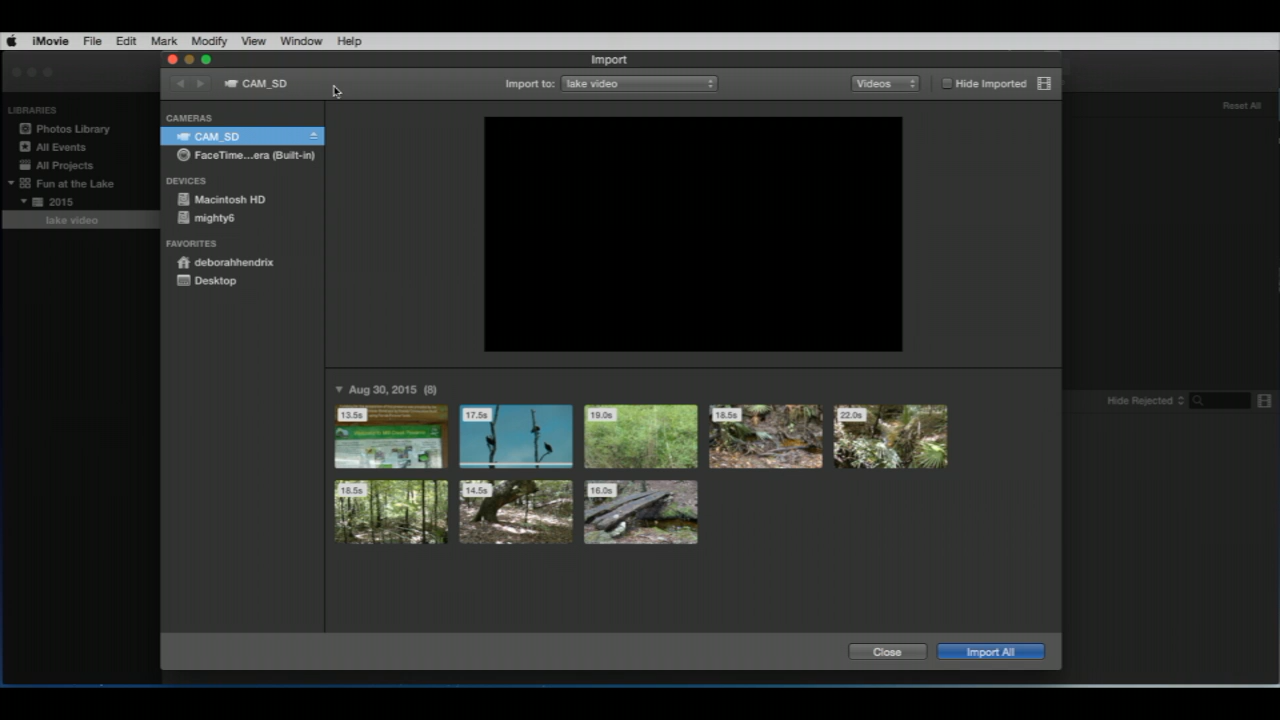 iMovie File Edit Mark Modify View Window Help
Import
CAM_SD Import to: lake video Videos Hide Imported
LIBRARIES
Photos Library
All Events
All Projects
Fun at the Lake
2015
lake video
CAMERAS
CAM_SD
FaceTime...era (Built-in)
DEVICES
Macintosh HD
mighty6
FAVORITES
deborahhendrix
Desktop
Reset All
Hide Rejected
Aug 30, 2015 (8)
13.5s 17.5s 19.0s 18.5s 22.0s
18.5s 14.5s 16.0s
Close Import All